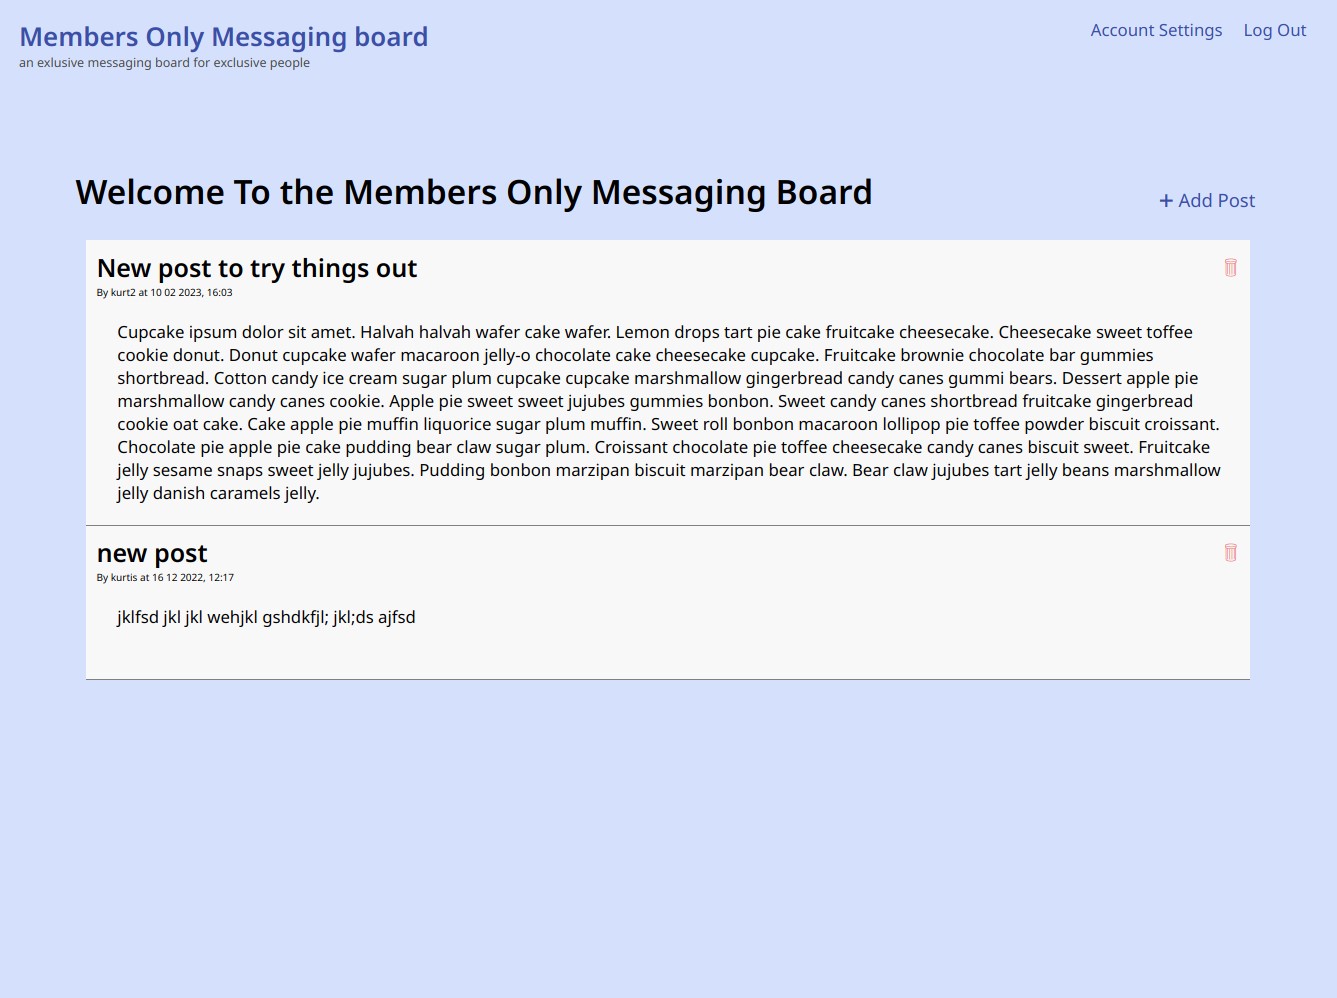 Members Only Messaging board
an exlusive messaging board for exclusive people
Account Settings
Log Out
Welcome To the Members Only Messaging Board
+ Add Post
New post to try things out
By kurt2 at 10 02 2023, 16:03
Cupcake ipsum dolor sit amet. Halvah halvah wafer cake wafer. Lemon drops tart pie cake fruitcake cheesecake. Cheesecake sweet toffee
cookie donut. Donut cupcake wafer macaroon jelly-o chocolate cake cheesecake cupcake. Fruitcake brownie chocolate bar gummies
shortbread. Cotton candy ice cream sugar plum cupcake cupcake marshmallow gingerbread candy canes gummi bears. Dessert apple pie
marshmallow candy canes cookie. Apple pie sweet sweet jujubes gummies bonbon. Sweet candy canes shortbread fruitcake gingerbread
cookie oat cake. Cake apple pie muffin liquorice sugar plum muffin. Sweet roll bonbon macaroon lollipop pie toffee powder biscuit croissant.
Chocolate pie apple pie cake pudding bear claw sugar plum. Croissant chocolate pie toffee cheesecake candy canes biscuit sweet. Fruitcake
jelly sesame snaps sweet jelly jujubes. Pudding bonbon marzipan biscuit marzipan bear claw. Bear claw jujubes tart jelly beans marshmallow
jelly danish caramels jelly.
new post
By kurtis at 16 12 2022, 12:17
jklfsd jkl jkl wehjkl gshdkfjl; jkl;ds ajfsd